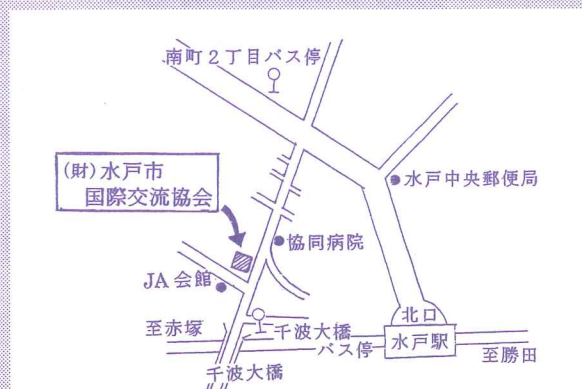 南町2丁目バス停
(財)水戸市
国際交流協会
水戸中央郵便局
協同病院
JA会館
北口
至赤塚
千波大橋
バス停
水戸駅
至勝田
千波大橋